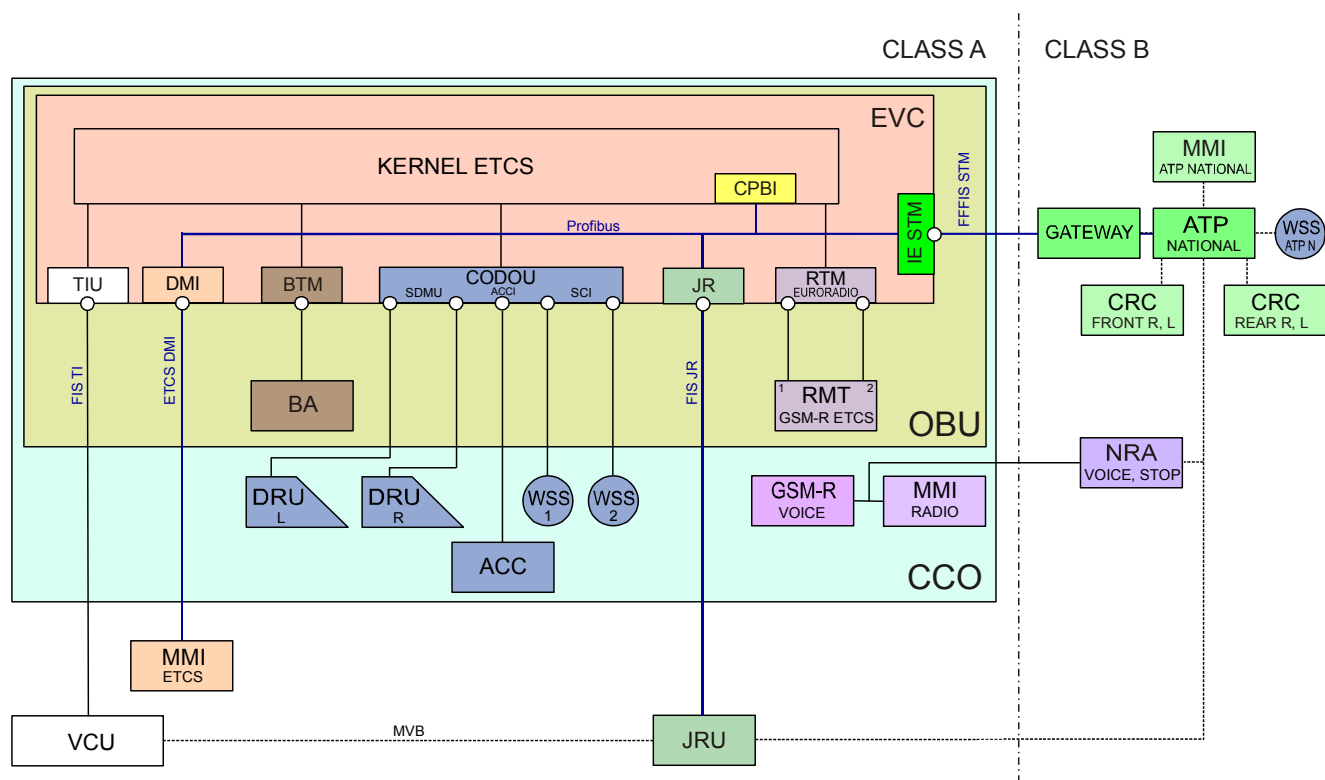 CLASS A
CLASS B
EVC
KERNEL ETCS
CPBI
MMI
ATP NATIONAL
Profibus
IE STM
FFFIS STM
GATEWAY
ATP
NATIONAL
WSS
ATP N
TIU
DMI
BTM
CODOU
SDMU
ACCI
SCI
JR
RTM
EURORADIO
CRC
FRONT R, L
CRC
REAR R, L
FIS TI
ETCS DMI
BA
FIS JR
1
2
RMT
GSM-R ETCS
OBU
NRA
VOICE, STOP
DRU
L
DRU
R
WSS
1
WSS
2
GSM-R
VOICE
MMI
RADIO
ACC
CCO
MMI
ETCS
VCU
MVB
JRU